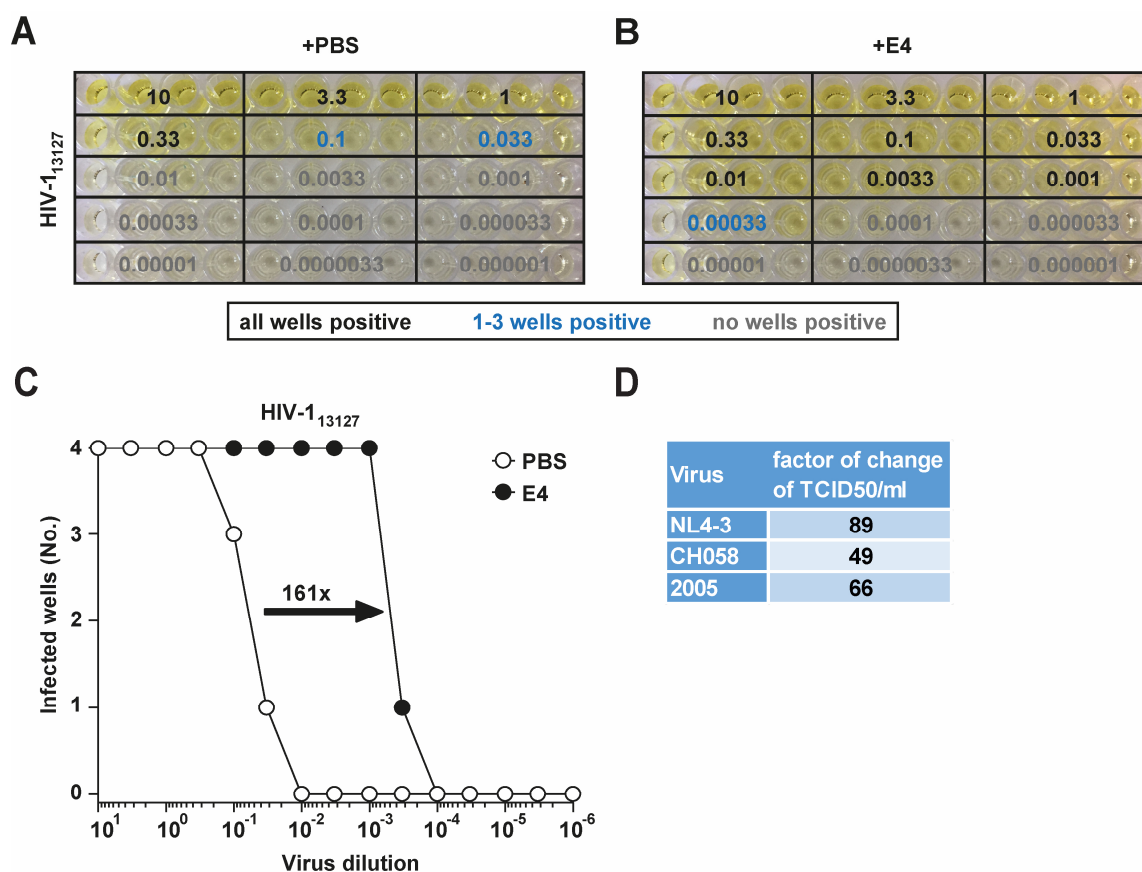 A
+PBS
HIV-1₁₃₁₂₇
10 3.3 1
0.33 0.1 0.033
0.01 0.0033 0.001
0.00033 0.0001 0.000033
0.00001 0.0000033 0.000001
B
+E4
10 3.3 1
0.33 0.1 0.033
0.01 0.0033 0.001
0.00033 0.0001 0.000033
0.00001 0.0000033 0.000001
all wells positive 1-3 wells positive no wells positive
C
HIV-1₁₃₁₂₇
PBS
E4
161x
Infected wells (No.)
4
3
2
1
0
10¹ 10⁰ 10⁻¹ 10⁻² 10⁻³ 10⁻⁴ 10⁻⁵ 10⁻⁶
Virus dilution
D
Virus factor of change
of TCID50/ml
NL4-3 89
CH058 49
2005 66